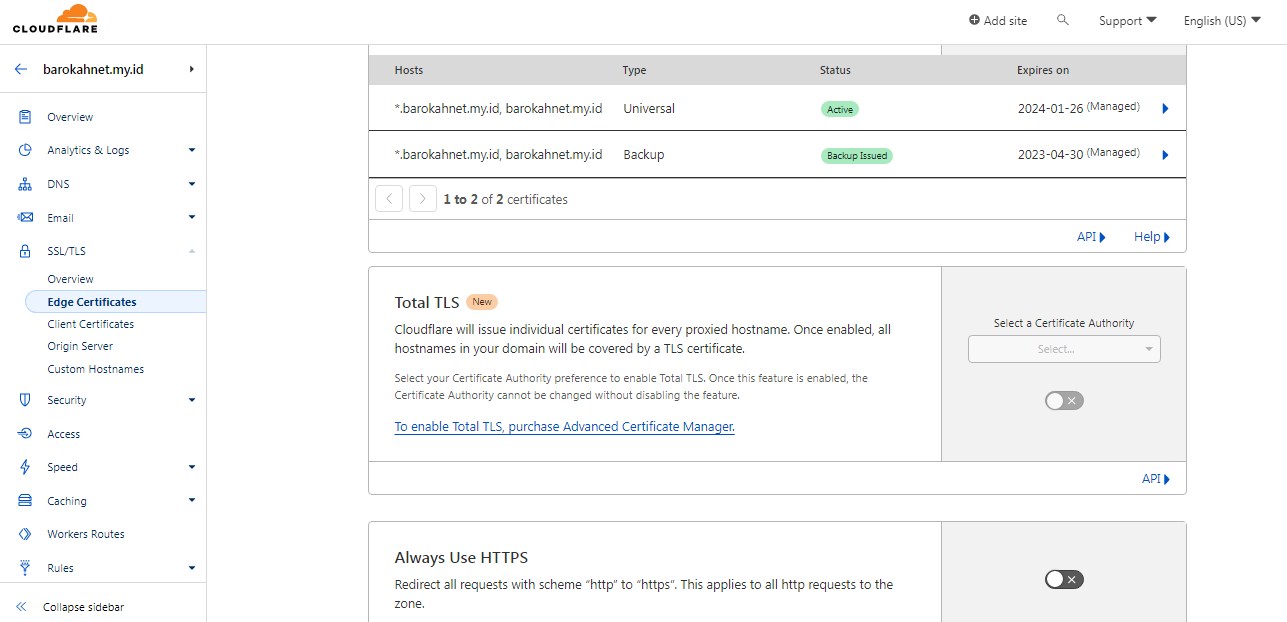 CLOUDFLARE
Add site
Support
English (US)
barokahnet.my.id
Overview
Analytics & Logs
DNS
Email
SSL/TLS
Overview
Edge Certificates
Client Certificates
Origin Server
Custom Hostnames
Security
Access
Speed
Caching
Workers Routes
Rules
Collapse sidebar
Hosts Type Status Expires on
*.barokahnet.my.id, barokahnet.my.id Universal Active 2024-01-26 (Managed)
*.barokahnet.my.id, barokahnet.my.id Backup Backup Issued 2023-04-30 (Managed)
1 to 2 of 2 certificates
API Help
Total TLS New
Cloudflare will issue individual certificates for every proxied hostname. Once enabled, all
hostnames in your domain will be covered by a TLS certificate.
Select your Certificate Authority preference to enable Total TLS. Once this feature is enabled, the
Certificate Authority cannot be changed without disabling the feature.
To enable Total TLS, purchase Advanced Certificate Manager.
Select a Certificate Authority
Select...
API
Always Use HTTPS
Redirect all requests with scheme “http” to “https”. This applies to all http requests to the
zone.